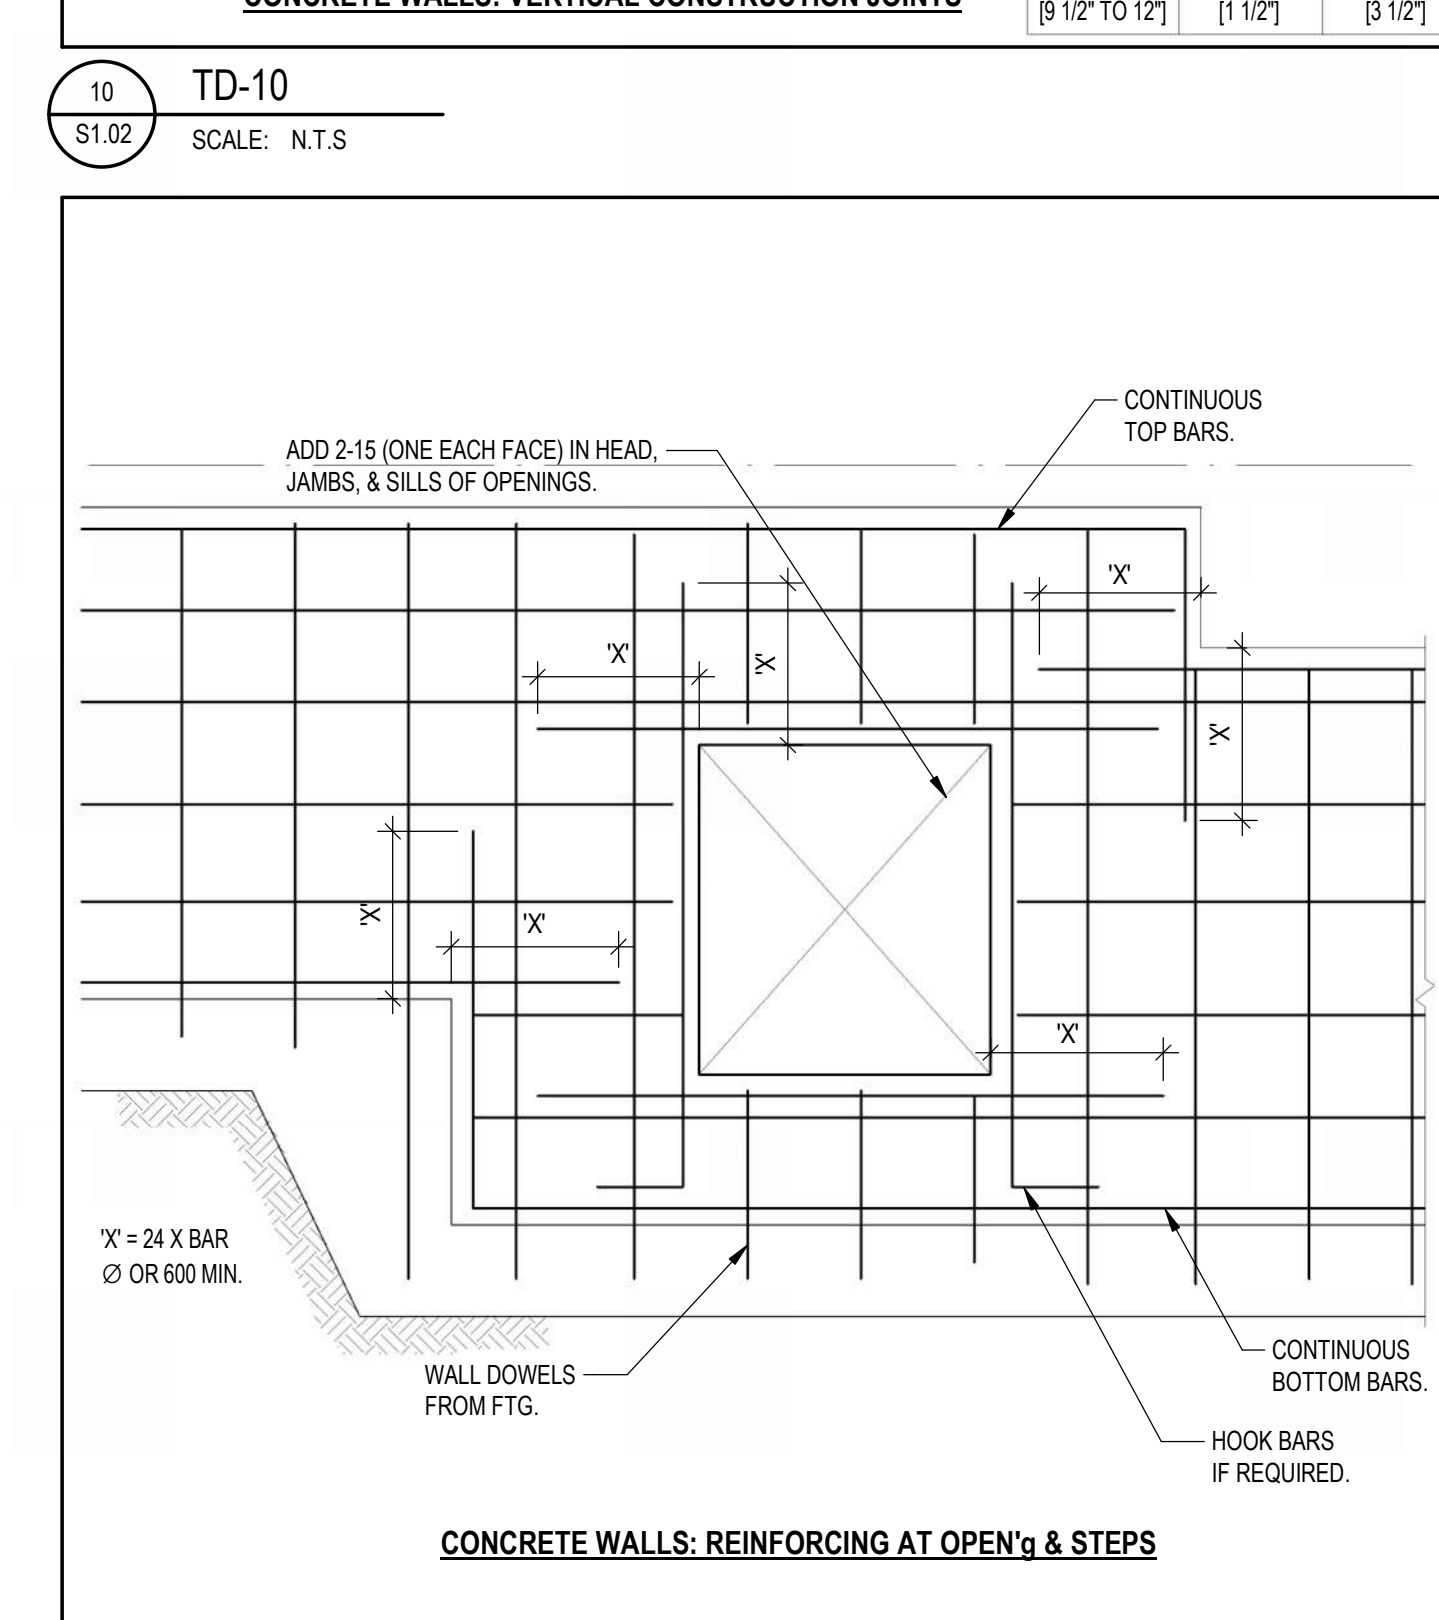 CONCRETE WALLS: VERTICAL CONSTRUCTION JOINTS
[9 1/2" TO 12"] [1 1/2"] [3 1/2"]
10
S1.02
TD-10
SCALE: N.T.S
CONTINUOUS
TOP BARS.
ADD 2-15 (ONE EACH FACE) IN HEAD,
JAMBS, & SILLS OF OPENINGS.
'X'
'X'
'X'
'X'
'X'
'X'
'X'
'X' = 24 X BAR
Ø OR 600 MIN.
WALL DOWELS
FROM FTG.
CONTINUOUS
BOTTOM BARS.
HOOK BARS
IF REQUIRED.
CONCRETE WALLS: REINFORCING AT OPEN'g & STEPS